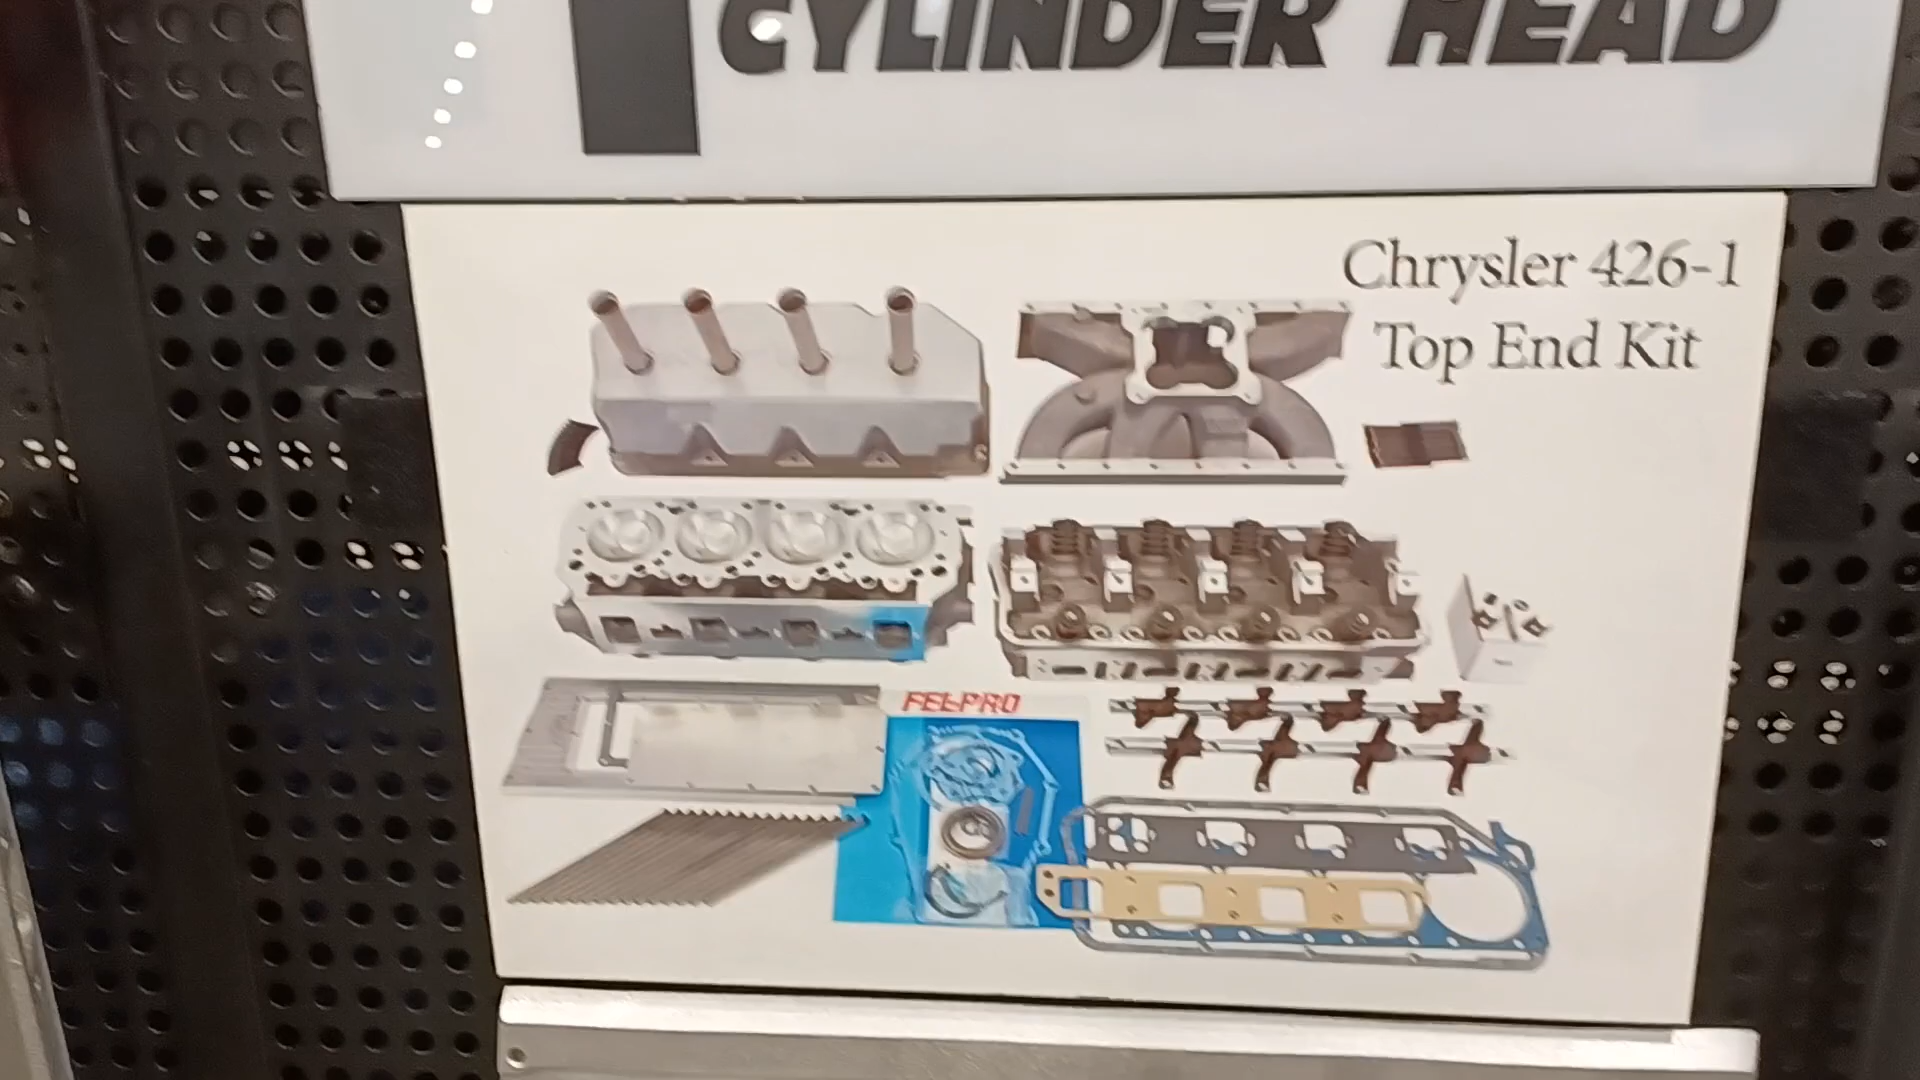 CYLINDER HEAD
Chrysler 426-1
Top End Kit
FEL-PRO